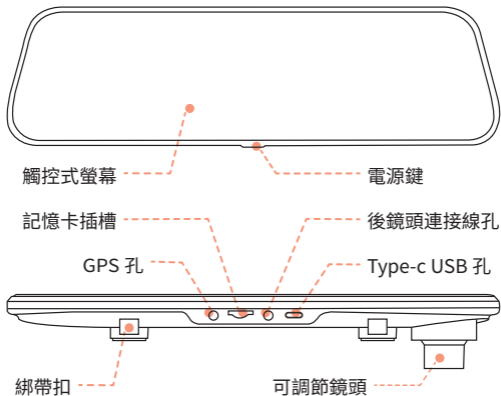 觸控式螢幕
電源鍵
記憶卡插槽
後鏡頭連接線孔
GPS 孔
Type-c USB 孔
綁帶扣
可調節鏡頭